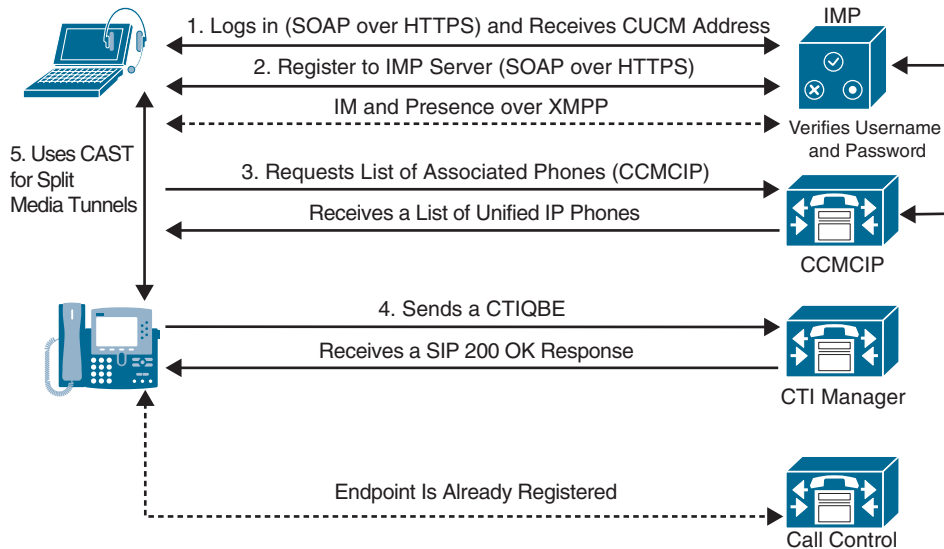 1. Logs in (SOAP over HTTPS) and Receives CUCM Address
IMP
2. Register to IMP Server (SOAP over HTTPS)
IM and Presence over XMPP
Verifies Username
and Password
5. Uses CAST
for Split
Media Tunnels
3. Requests List of Associated Phones (CCMCIP)
Receives a List of Unified IP Phones
CCMCIP
4. Sends a CTIQBE
Receives a SIP 200 OK Response
CTI Manager
Endpoint Is Already Registered
Call Control